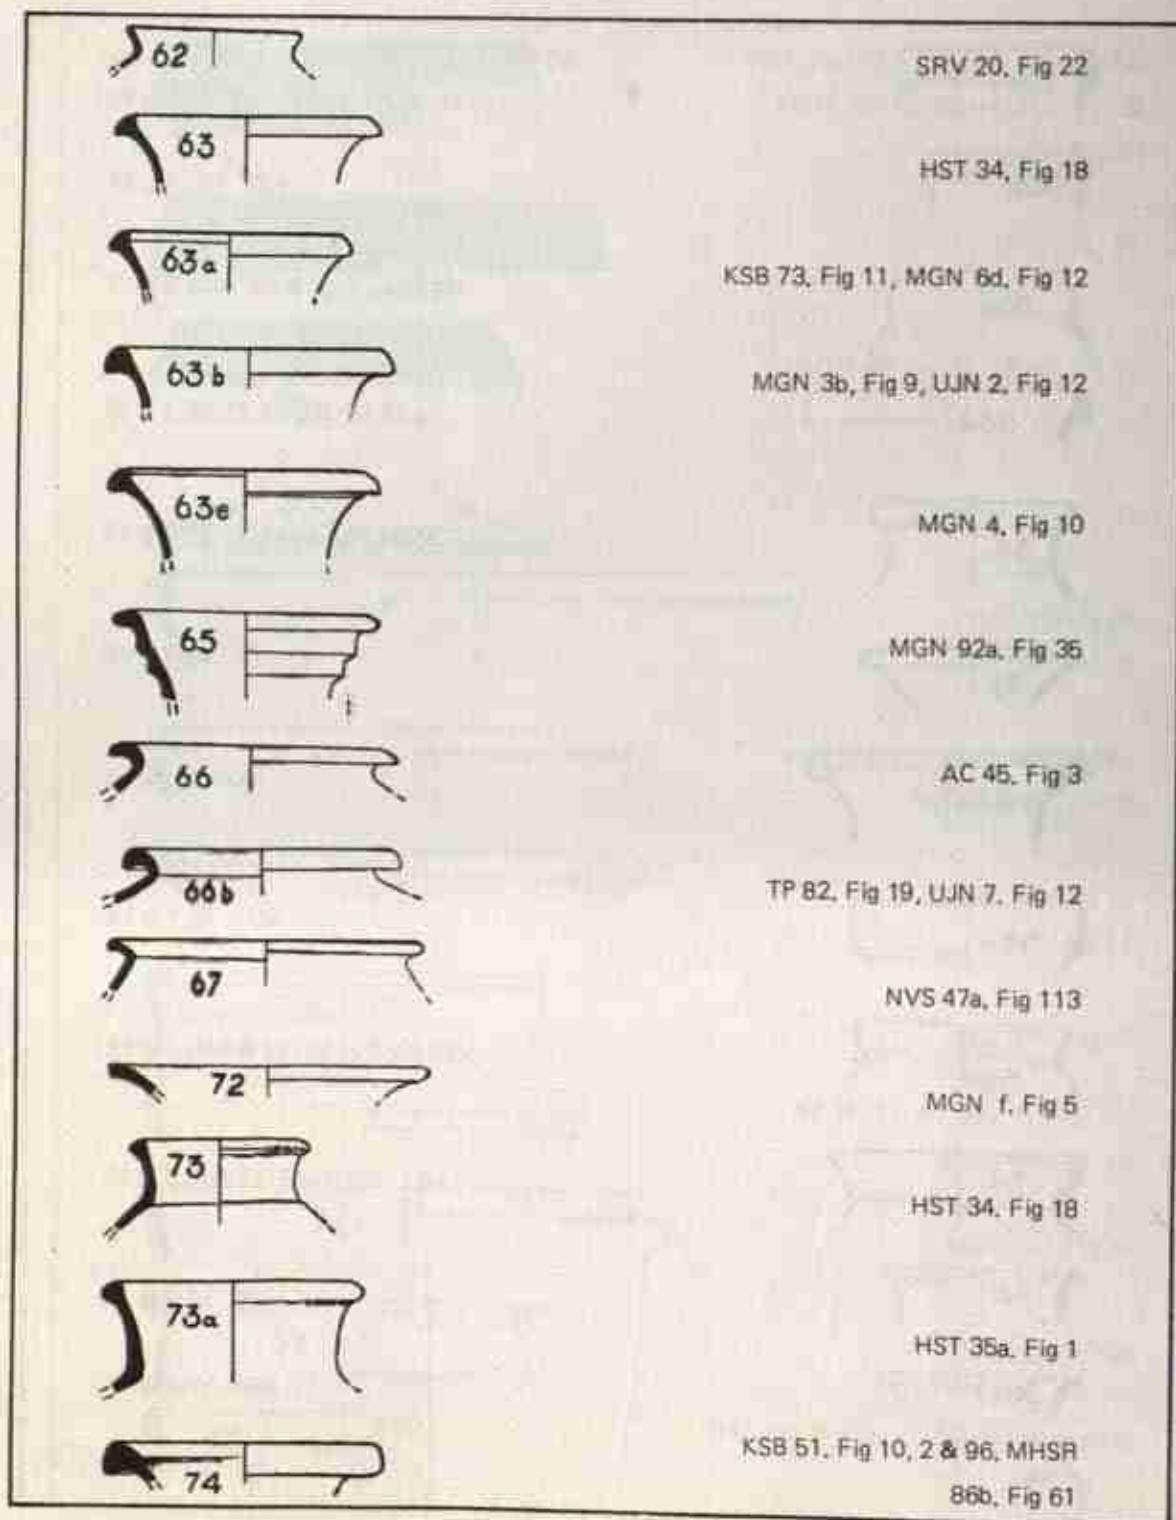 62 SRV 20, Fig 22
63 HST 34, Fig 18
63a KSB 73, Fig 11, MGN 6d, Fig 12
63b MGN 3b, Fig 9, UJN 2, Fig 12
63e MGN 4, Fig 10
65 MGN 92a, Fig 35
66 AC 45, Fig 3
66b TP 82, Fig 19, UJN 7, Fig 12
67 NVS 47a, Fig 113
72 MGN f, Fig 5
73 HST 34, Fig 18
73a HST 35a, Fig 1
74 KSB 51, Fig 10, 2 & 96, MHSR
86b, Fig 61